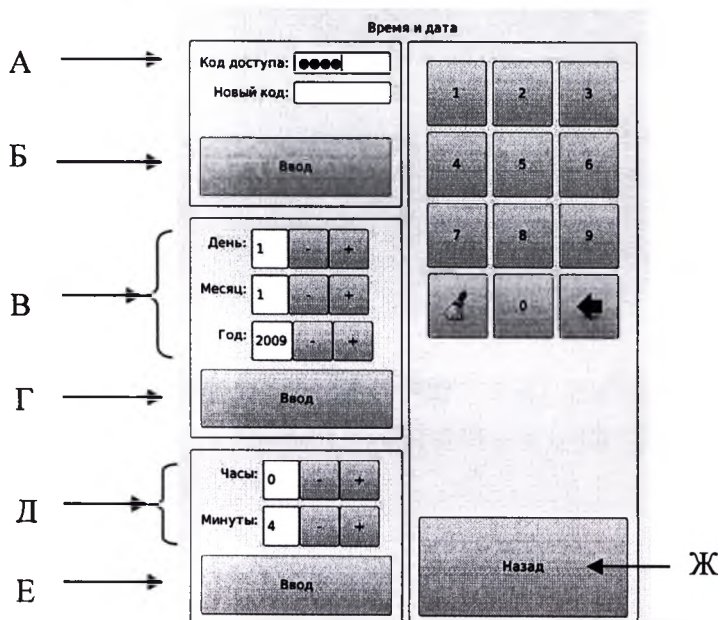 Время и дата
А
Код доступа: ●●●●
Новый код:
Б
Ввод
В
День: 1 - +
Месяц: 1 - +
Год: 2009 - +
Г
Ввод
Д
Часы: 0 - +
Минуты: 4 - +
Е
Ввод
1 2 3
4 5 6
7 8 9
0
Назад
Ж